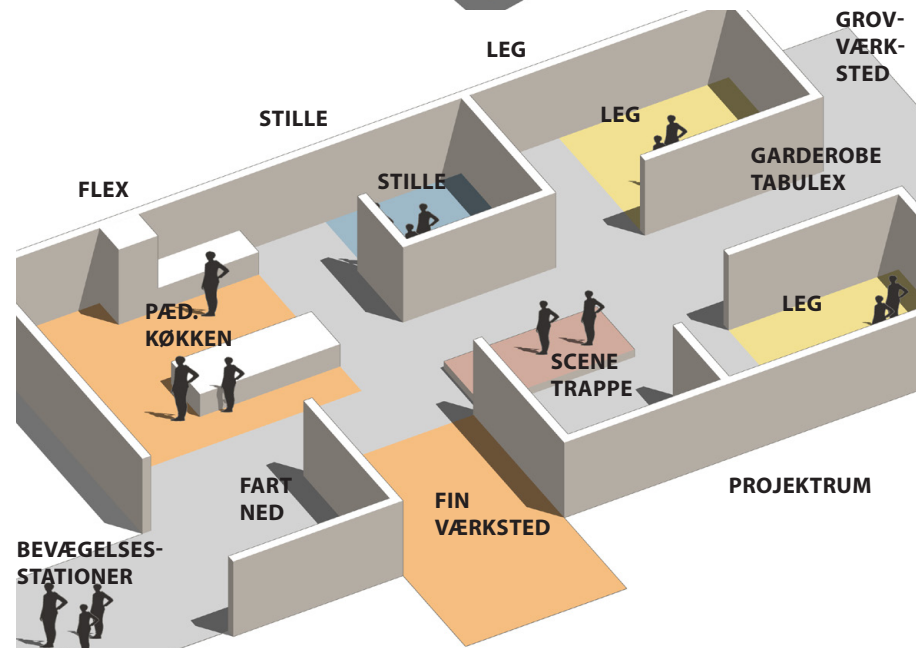 GROV-
VÆRK-
STED
LEG
LEG
STILLE
GARDEROBE
TABULEX
STILLE
FLEX
PÆD.
KØKKEN
LEG
SCENE
TRAPPE
FART
NED
FIN
VÆRKSTED
PROJEKTRUM
BEVÆGELSES-
STATIONER